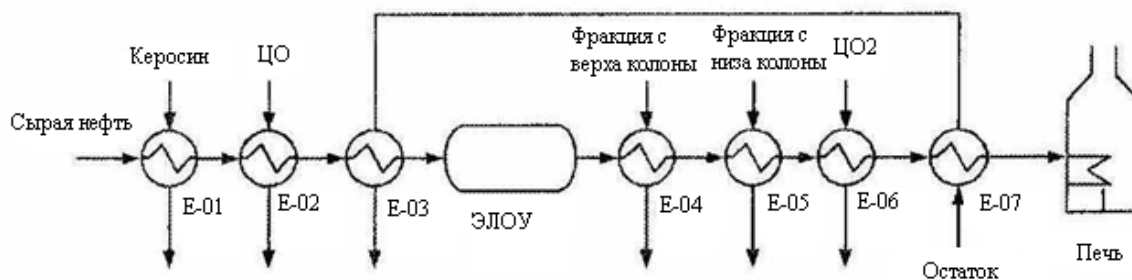 Керосин
ЦО
Фракция с
верха колоны
Фракция с
низа колоны
ЦО2
Сырая нефть
E-01
E-02
E-03
ЭЛОУ
E-04
E-05
E-06
E-07
Остаток
Печь